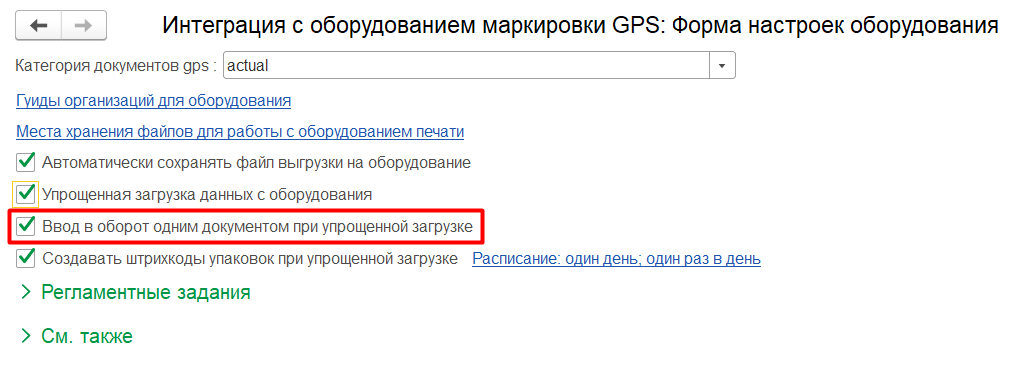 Интеграция с оборудованием маркировки GPS: Форма настроек оборудования
Категория документов gps : actual
Гуиды организаций для оборудования
Места хранения файлов для работы с оборудованием печати
Автоматически сохранять файл выгрузки на оборудование
Упрощенная загрузка данных с оборудования
Ввод в оборот одним документом при упрощенной загрузке
Создавать штрихкоды упаковок при упрощенной загрузке Расписание: один день; один раз в день
Регламентные задания
См. также